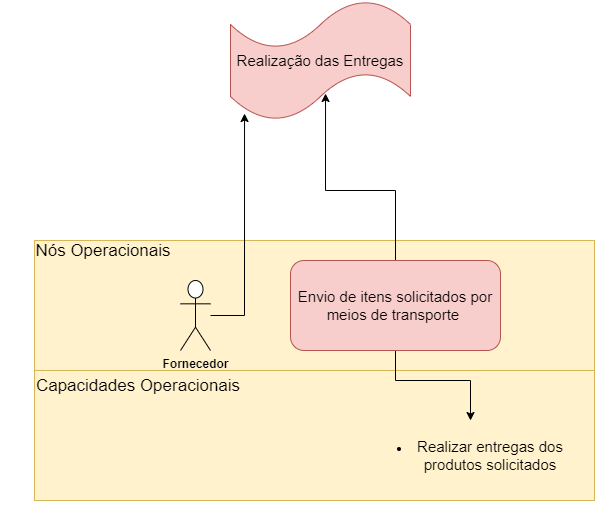 Realização das Entregas
Nós Operacionais
Envio de itens solicitados por
meios de transporte
Fornecedor
Capacidades Operacionais
• Realizar entregas dos
produtos solicitados